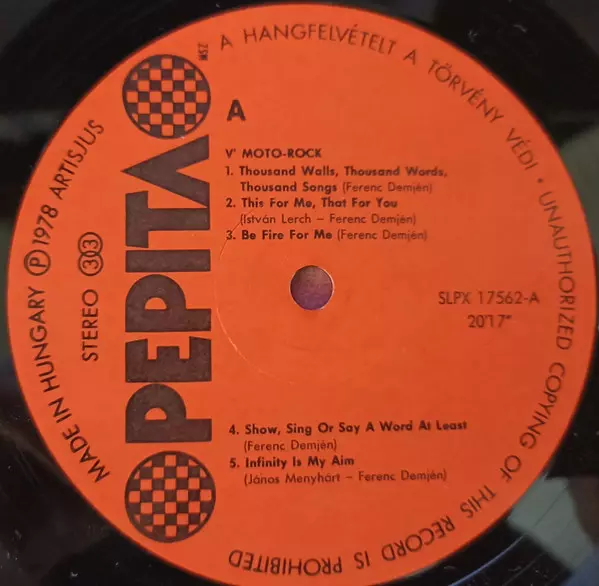 A HANGFELVÉTELT A TÖRVÉNY VÉDI • UNAUTHORIZED COPYING OF THIS RECORD IS PROHIBITED
MADE IN HUNGARY Ⓟ 1978 ARTISJUS
STEREO 33
PEPITA
MSZ
A
V' MOTO-ROCK
1. Thousand Walls, Thousand Words,
Thousand Songs (Ferenc Demjén)
2. This For Me, That For You
(István Lerch – Ferenc Demjén)
3. Be Fire For Me (Ferenc Demjén)
SLPX 17562-A
20'17"
4. Show, Sing Or Say A Word At Least
(Ferenc Demjén)
5. Infinity Is My Aim
(János Menyhárt – Ferenc Demjén)